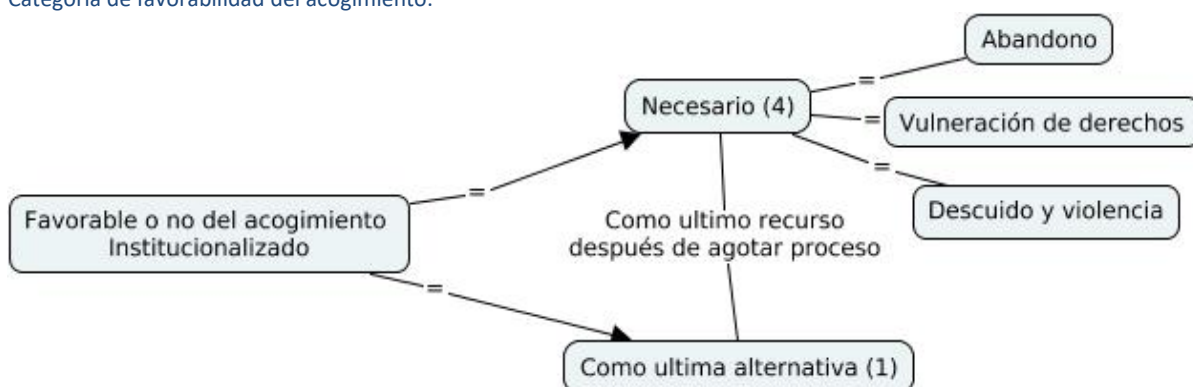 Categoría de favorabilidad del acogimiento.
Abandono
=
Necesario (4)
=
Vulneración de derechos
=
Descuido y violencia
=
Favorable o no del acogimiento
Institucionalizado
Como ultimo recurso
después de agotar proceso
=
Como ultima alternativa (1)